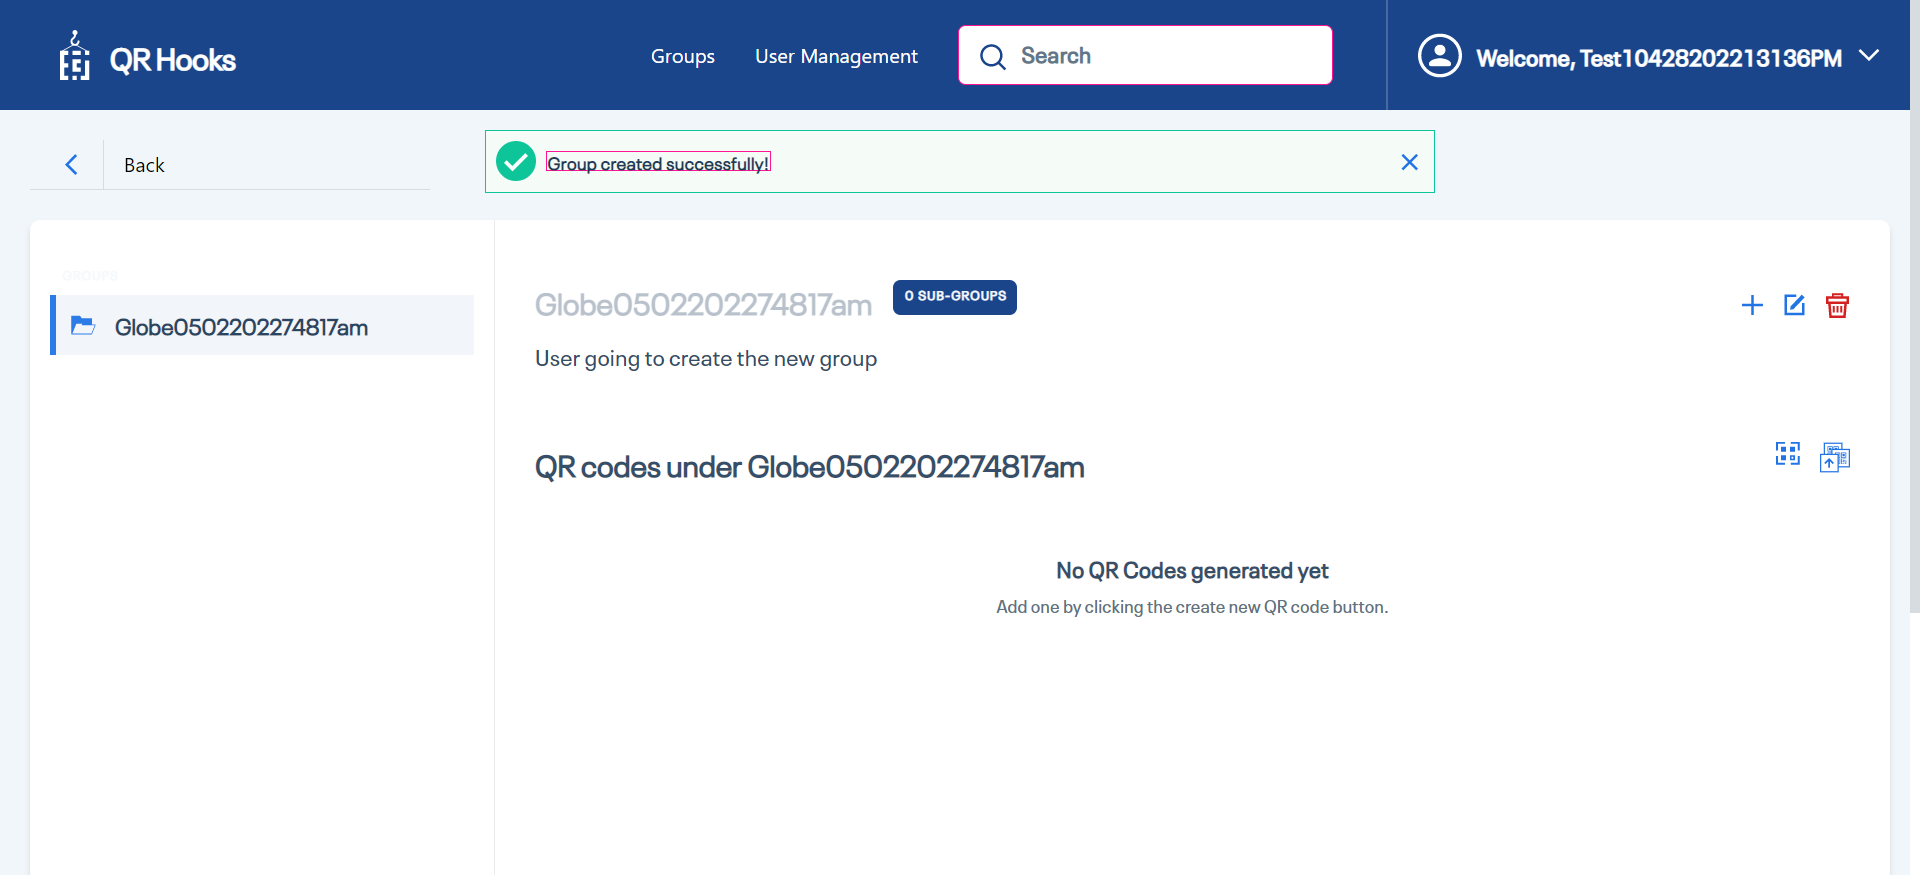 QR Hooks
Groups
User Management
Search
Welcome, Test10428202213136PM
Back
Group created successfully!
GROUPS
Globe0502202274817am
Globe0502202274817am
0 SUB-GROUPS
User going to create the new group
QR codes under Globe0502202274817am
No QR Codes generated yet
Add one by clicking the create new QR code button.